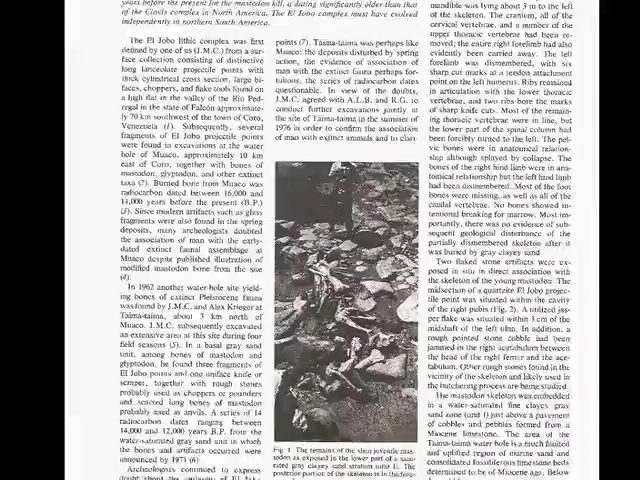 years before the present for the mastodon kill, a dating significantly older than that
of the Clovis complex in North America. The El Jobo complex must have evolved
independently in northern South America.
The El Jobo lithic complex was first
defined by one of us (J.M.C.) from a sur-
face collection consisting of distinctive
long lanceolate projectile points with
thick cylindrical cross section, large bi-
faces, choppers, and flake tools found on
a high flat in the valley of the Río Ped-
regal in the state of Falcón approximate-
ly 70 km southwest of the town of Coro,
Venezuela (1). Subsequently, several
fragments of El Jobo projectile points
were found in excavations at the water
hole of Muaco, approximately 10 km
east of Coro, together with bones of
mastodon, glyptodon, and other extinct
taxa (2). Burned bone from Muaco was
radiocarbon dated between 16,000 and
14,000 years before the present (B.P.)
(3). Since modern artifacts such as glass
fragments were also found in the spring
deposits, many archeologists doubted
the association of man with the early-
dated extinct faunal assemblage at
Muaco despite published illustration of
modified mastodon bone from the site
(4).
In 1962 another water-hole site yield-
ing bones of extinct Pleistocene fauna
was found by J.M.C. and Alex Krieger at
Taima-taima, about 3 km north of
Muaco. J.M.C. subsequently excavated
an extensive area at this site during four
field seasons (5). In a basal gray sand
unit, among bones of mastodon and
glyptodon, he found three fragments of
El Jobo points and one uniface knife or
scraper, together with rough stones
probably used as choppers or pounders
and scored long bones of mastodon
probably used as anvils. A series of 14
radiocarbon dates ranging between
14,000 and 12,000 years B.P. from the
water-saturated gray sand unit in which
the bones and artifacts occurred were
announced by 1971 (6)
Archeologists continued to express
doubt about the antiquity of El
points (7). Taima-taima was perhaps like
Muaco: the deposits disturbed by spring
action, the evidence of association of
man with the extinct fauna perhaps for-
tuitous, the series of radiocarbon dates
questionable. In view of the doubts,
J.M.C. agreed with A.L.B. and R.G. to
conduct further excavations jointly at
the site of Taima-taima in the summer of
1976 in order to confirm the association
of man with extinct animals and to clari-
Fig. 1 The remains of the slain juvenile mas-
todon as exposed in the lower part of a satu-
rated gray clayey sand stratum unit I. The
posterior portion of the skeleton is in the
mandible was lying about 3 m to the left
of the skeleton. The cranium, all of the
cervical vertebrae, and a number of the
upper thoracic vertebrae had been re-
moved; the entire right forelimb had also
evidently been carried away. The left
forelimb was dismembered, with six
sharp cut marks at a tendon attachment
point on the left humerus. Ribs remained
in articulation with the lower thoracic
vertebrae, and two ribs bore the marks
of sharp knife cuts. Most of the remain-
ing thoracic vertebrae were in line, but
the lower part of the spinal column had
been forcibly turned to the left. The pel-
vic bones were in anatomical relation-
ship although splayed by collapse. The
bones of the right hind limb were in ana-
tomical relationship but the left hind limb
had been dismembered. Most of the foot
bones were missing, as well as all of the
caudal vertebrae. No bones showed in-
tentional breaking for marrow. Most im-
portantly, there was no evidence of sub-
sequent geological disturbance of the
partially dismembered skeleton after it
was buried by gray clayey sand
Two flaked stone artifacts were ex-
posed in situ in direct association with
the skeleton of the young mastodon. The
midsection of a quartzite El Jobo projec-
tile point was situated within the cavity
of the right pubis (Fig. 2). A utilized jas-
per flake was situated within 3 cm of the
midshaft of the left ulna. In addition, a
rough pointed stone cobble had been
jammed in the right acetabulum between
the head of the right femur and the ace-
tabulum. Other rough stones found in the
vicinity of the skeleton and likely used in
the butchering process are being studied.
The mastodon skeleton was embedded
in a water-saturated fine clayey gray
sand zone (unit I) just above a pavement
of cobbles and pebbles formed from a
Miocene limestone. The area of the
Taima-taima water hole is a much faulted
and uplifted region of marine sand and
consolidated fossiliferous limestone beds
determined to be of Miocene age. Below